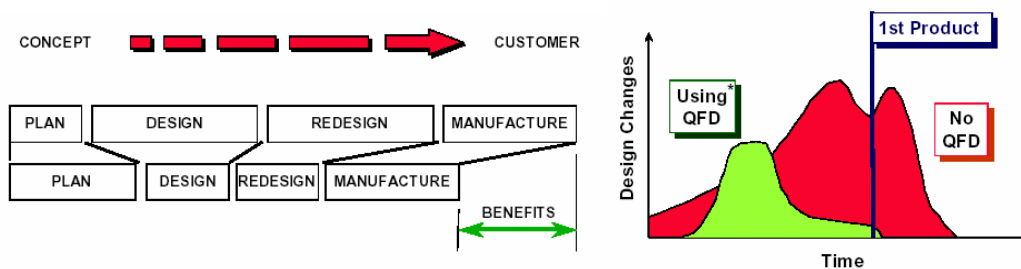 CONCEPT
CUSTOMER
PLAN DESIGN REDESIGN MANUFACTURE
PLAN DESIGN REDESIGN MANUFACTURE
BENEFITS
1st Product
Using*
QFD
No
QFD
Design Changes
Time